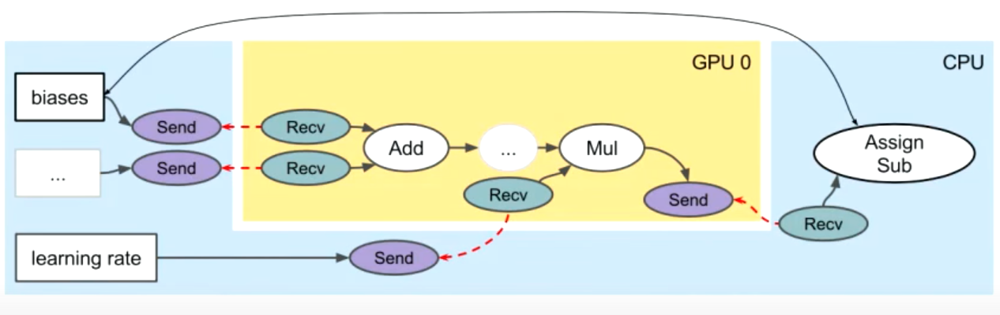 GPU 0
CPU
biases
Send
Recv
Add
...
Mul
Assign
Sub
...
Send
Recv
Recv
Send
Recv
learning rate
Send